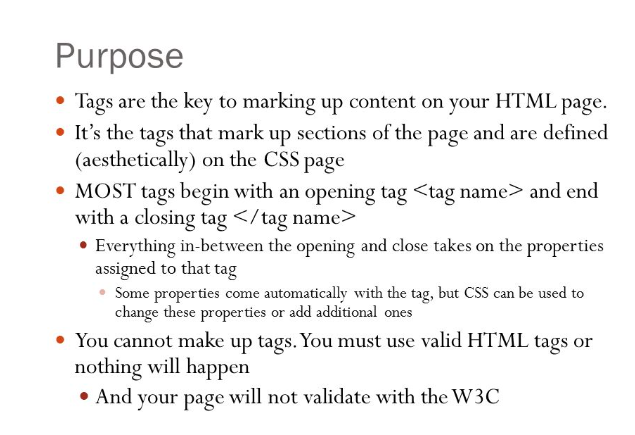 Purpose
Tags are the key to marking up content on your HTML page.
It's the tags that mark up sections of the page and are defined
(aesthetically) on the CSS page
MOST tags begin with an opening tag <tag name> and end
with a closing tag </tag name>
Everything in-between the opening and close takes on the properties
assigned to that tag
Some properties come automatically with the tag, but CSS can be used to
change these properties or add additional ones
You cannot make up tags. You must use valid HTML tags or
nothing will happen
And your page will not validate with the W3C